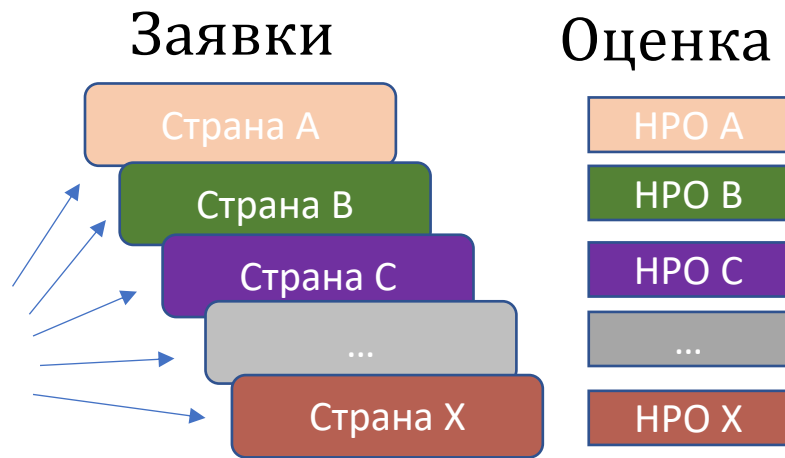 Заявки
Оценка
Страна A
Страна B
Страна C
...
Страна X
НРО A
НРО B
НРО C
...
НРО X